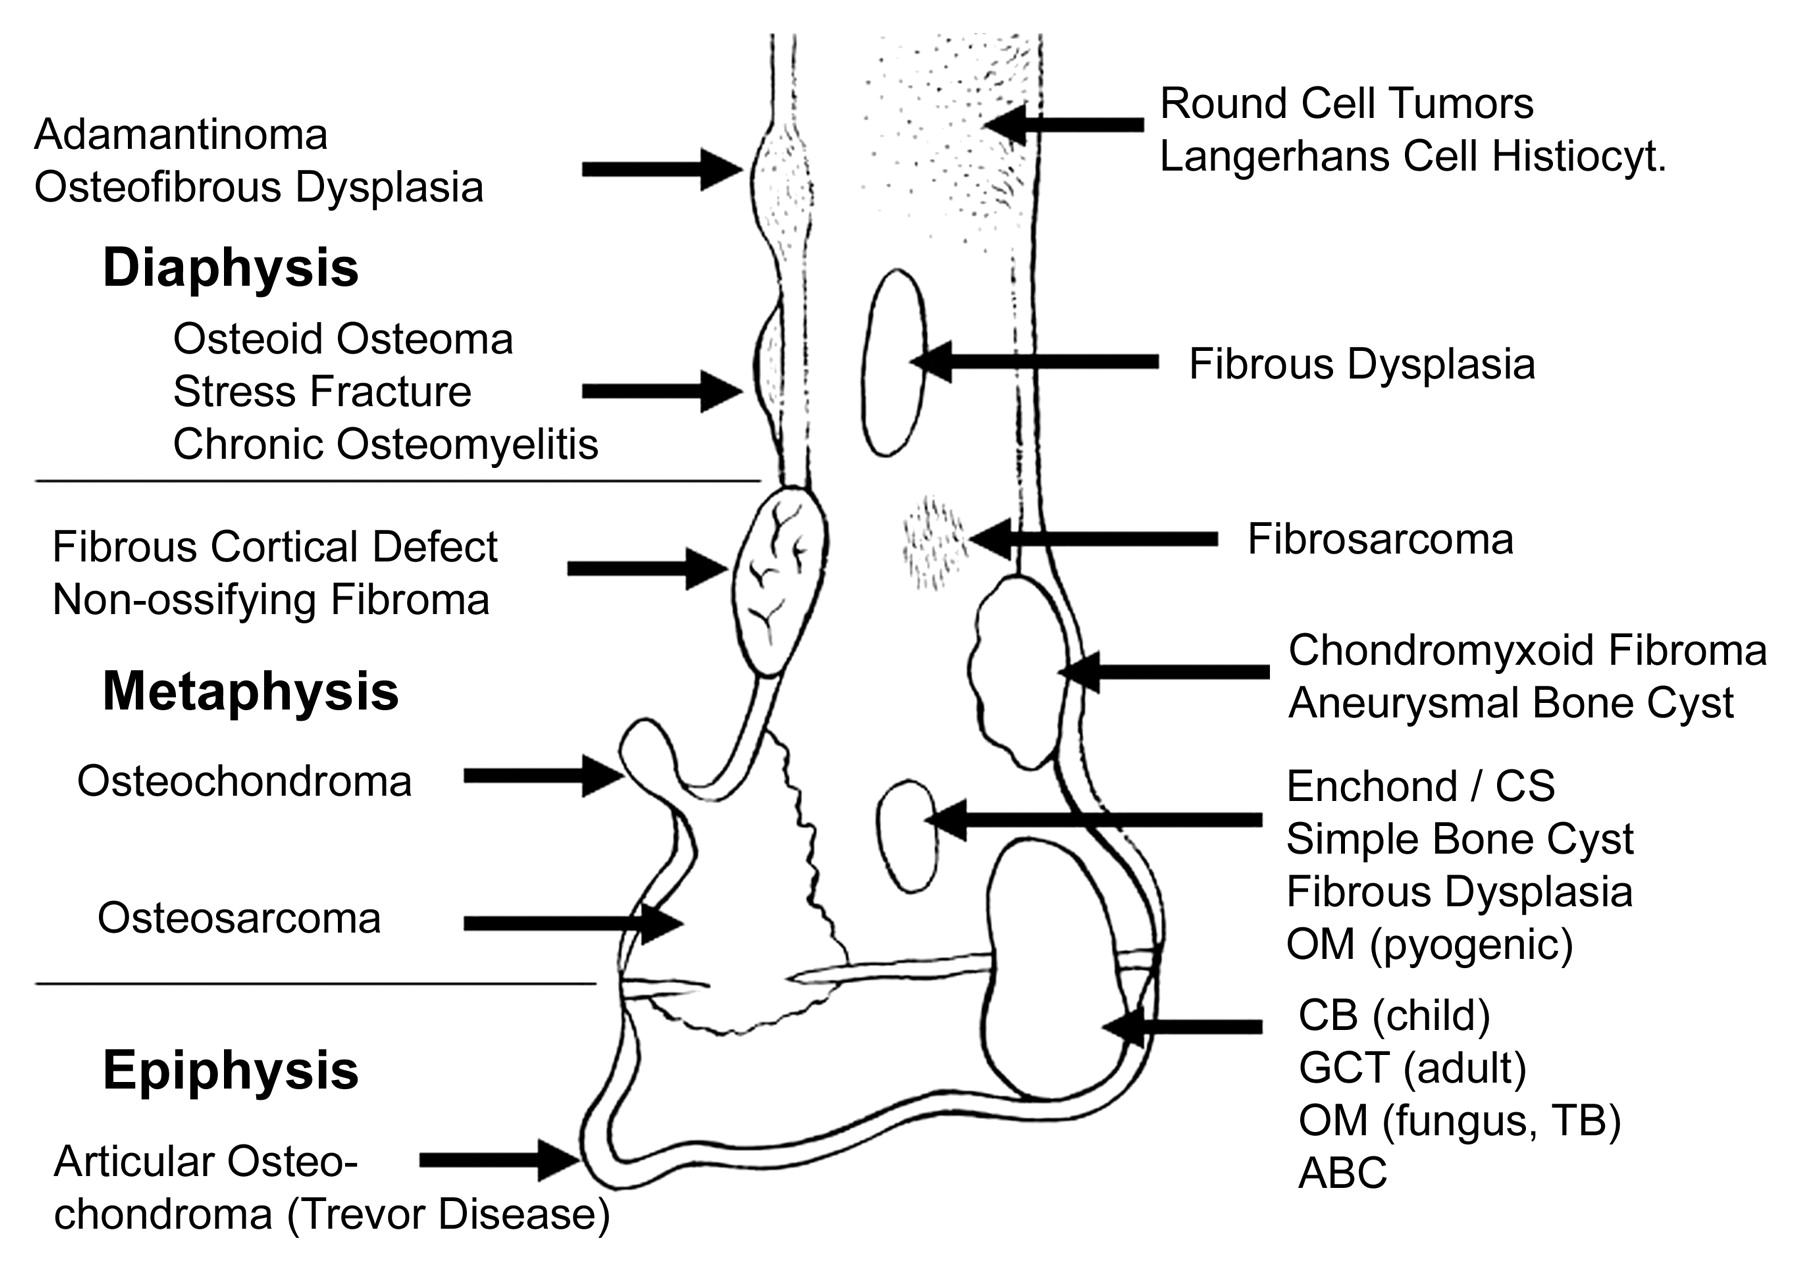 Adamantinoma
Osteofibrous Dysplasia
Diaphysis
Osteoid Osteoma
Stress Fracture
Chronic Osteomyelitis
Fibrous Cortical Defect
Non-ossifying Fibroma
Metaphysis
Osteochondroma
Osteosarcoma
Epiphysis
Articular Osteo-
chondroma (Trevor Disease)
Round Cell Tumors
Langerhans Cell Histiocyt.
Fibrous Dysplasia
Fibrosarcoma
Chondromyxoid Fibroma
Aneurysmal Bone Cyst
Enchond / CS
Simple Bone Cyst
Fibrous Dysplasia
OM (pyogenic)
CB (child)
GCT (adult)
OM (fungus, TB)
ABC